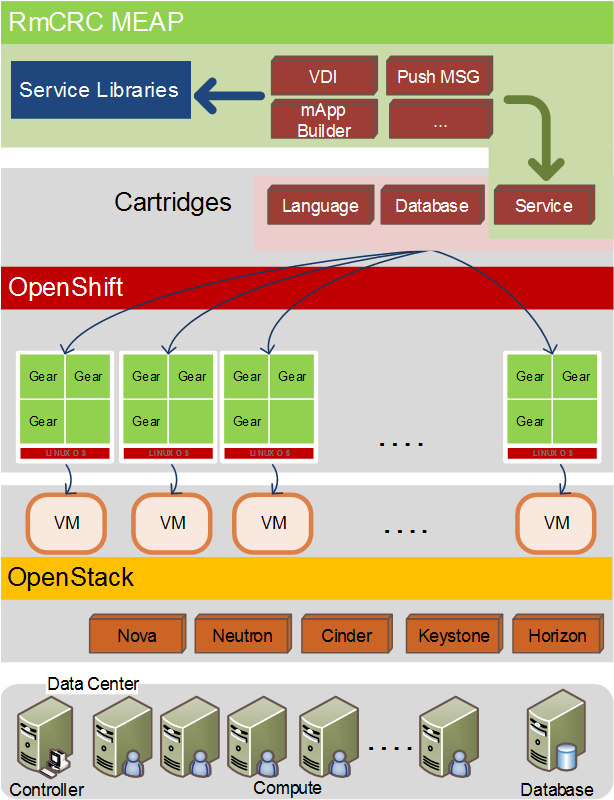 RmCRC MEAP
Service Libraries
VDI
Push MSG
mApp
Builder
...
Cartridges
Language
Database
Service
OpenShift
Gear Gear
Gear
LINUX OS
Gear Gear
Gear
LINUX OS
Gear Gear
Gear
LINUX OS
....
Gear Gear
Gear
LINUX OS
VM
VM
VM
....
VM
OpenStack
Nova
Neutron
Cinder
Keystone
Horizon
Data Center
....
Controller
Compute
Database